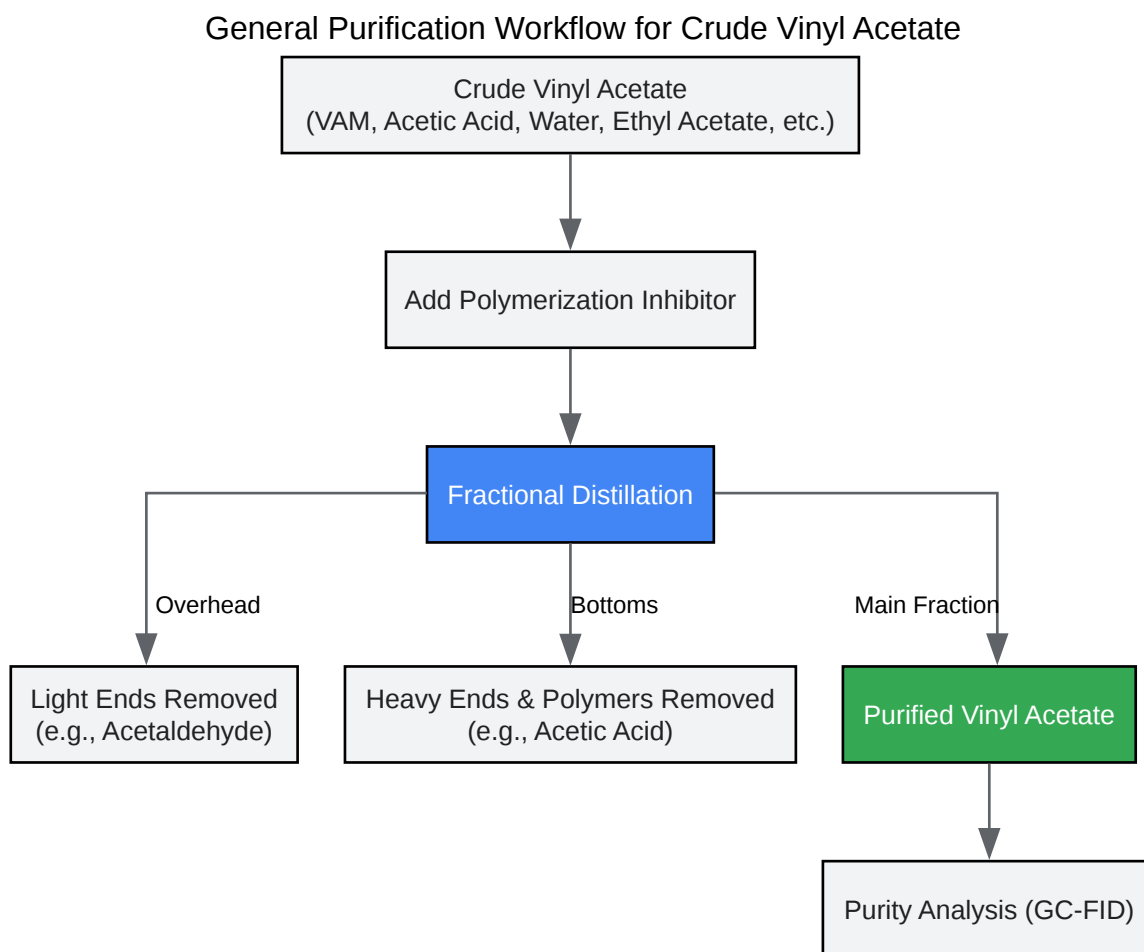 General Purification Workflow for Crude Vinyl Acetate
Crude Vinyl Acetate
(VAM, Acetic Acid, Water, Ethyl Acetate, etc.)
Add Polymerization Inhibitor
Fractional Distillation
Overhead
Bottoms
Main Fraction
Light Ends Removed
(e.g., Acetaldehyde)
Heavy Ends & Polymers Removed
(e.g., Acetic Acid)
Purified Vinyl Acetate
Purity Analysis (GC-FID)